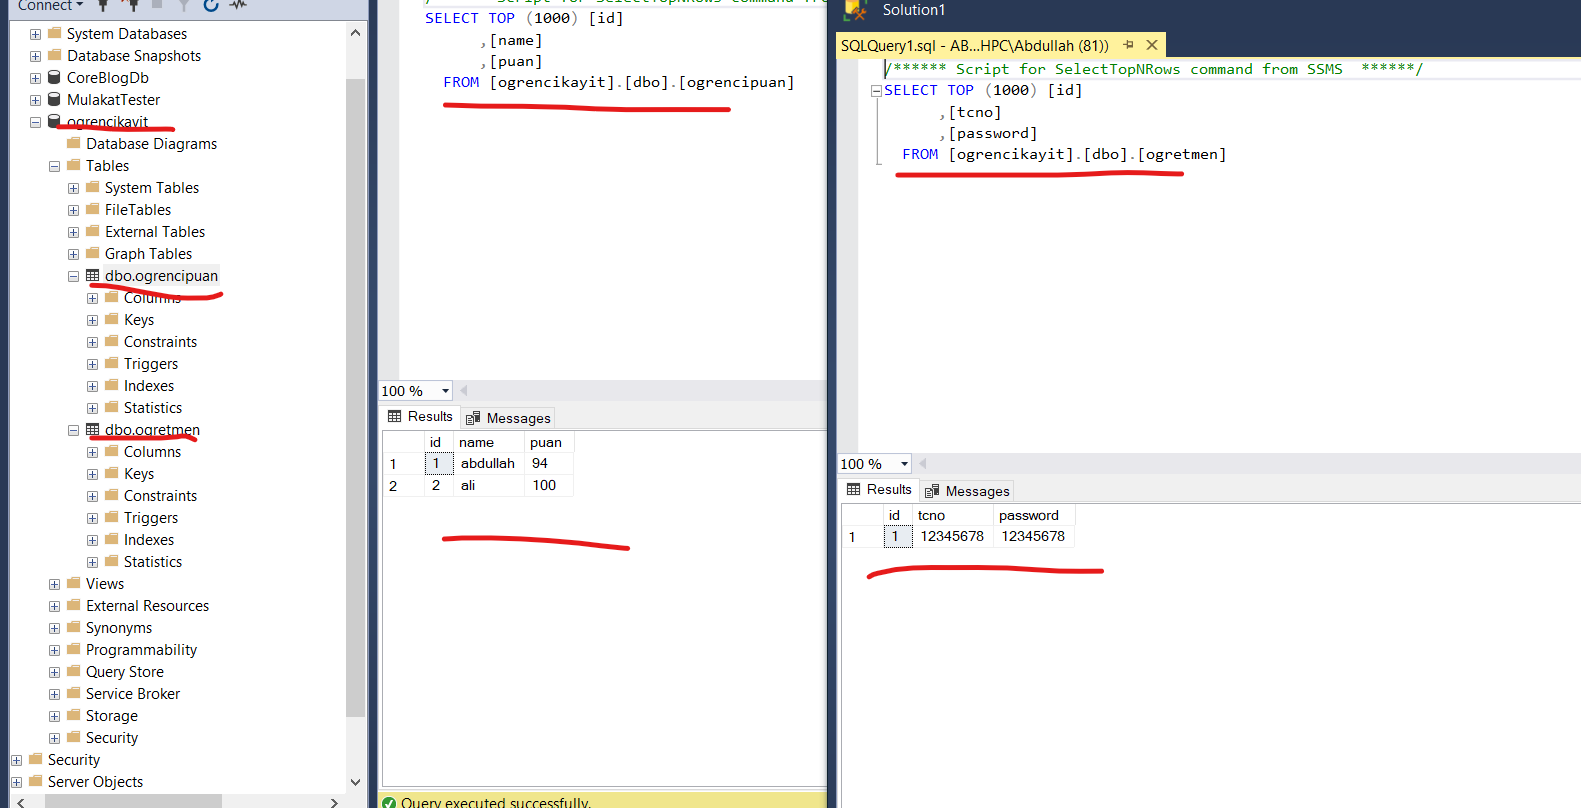 Connect
System Databases
Database Snapshots
CoreBlogDb
MulakatTester
ogrencikayit
Database Diagrams
Tables
System Tables
FileTables
External Tables
Graph Tables
dbo.ogrencipuan
Columns
Keys
Constraints
Triggers
Indexes
Statistics
dbo.ogretmen
Columns
Keys
Constraints
Triggers
Indexes
Statistics
Views
External Resources
Synonyms
Programmability
Query Store
Service Broker
Storage
Security
Security
Server Objects
SELECT TOP (1000) [id]
,[name]
,[puan]
FROM [ogrencikayit].[dbo].[ogrencipuan]
100 %
Results Messages
id name puan
1 1 abdullah 94
2 2 ali 100
Query executed successfully.
Solution1
SQLQuery1.sql - AB...HPC\Abdullah (81))
/****** Script for SelectTopNRows command from SSMS ******/
SELECT TOP (1000) [id]
,[tcno]
,[password]
FROM [ogrencikayit].[dbo].[ogretmen]
100 %
Results Messages
id tcno password
1 1 12345678 12345678